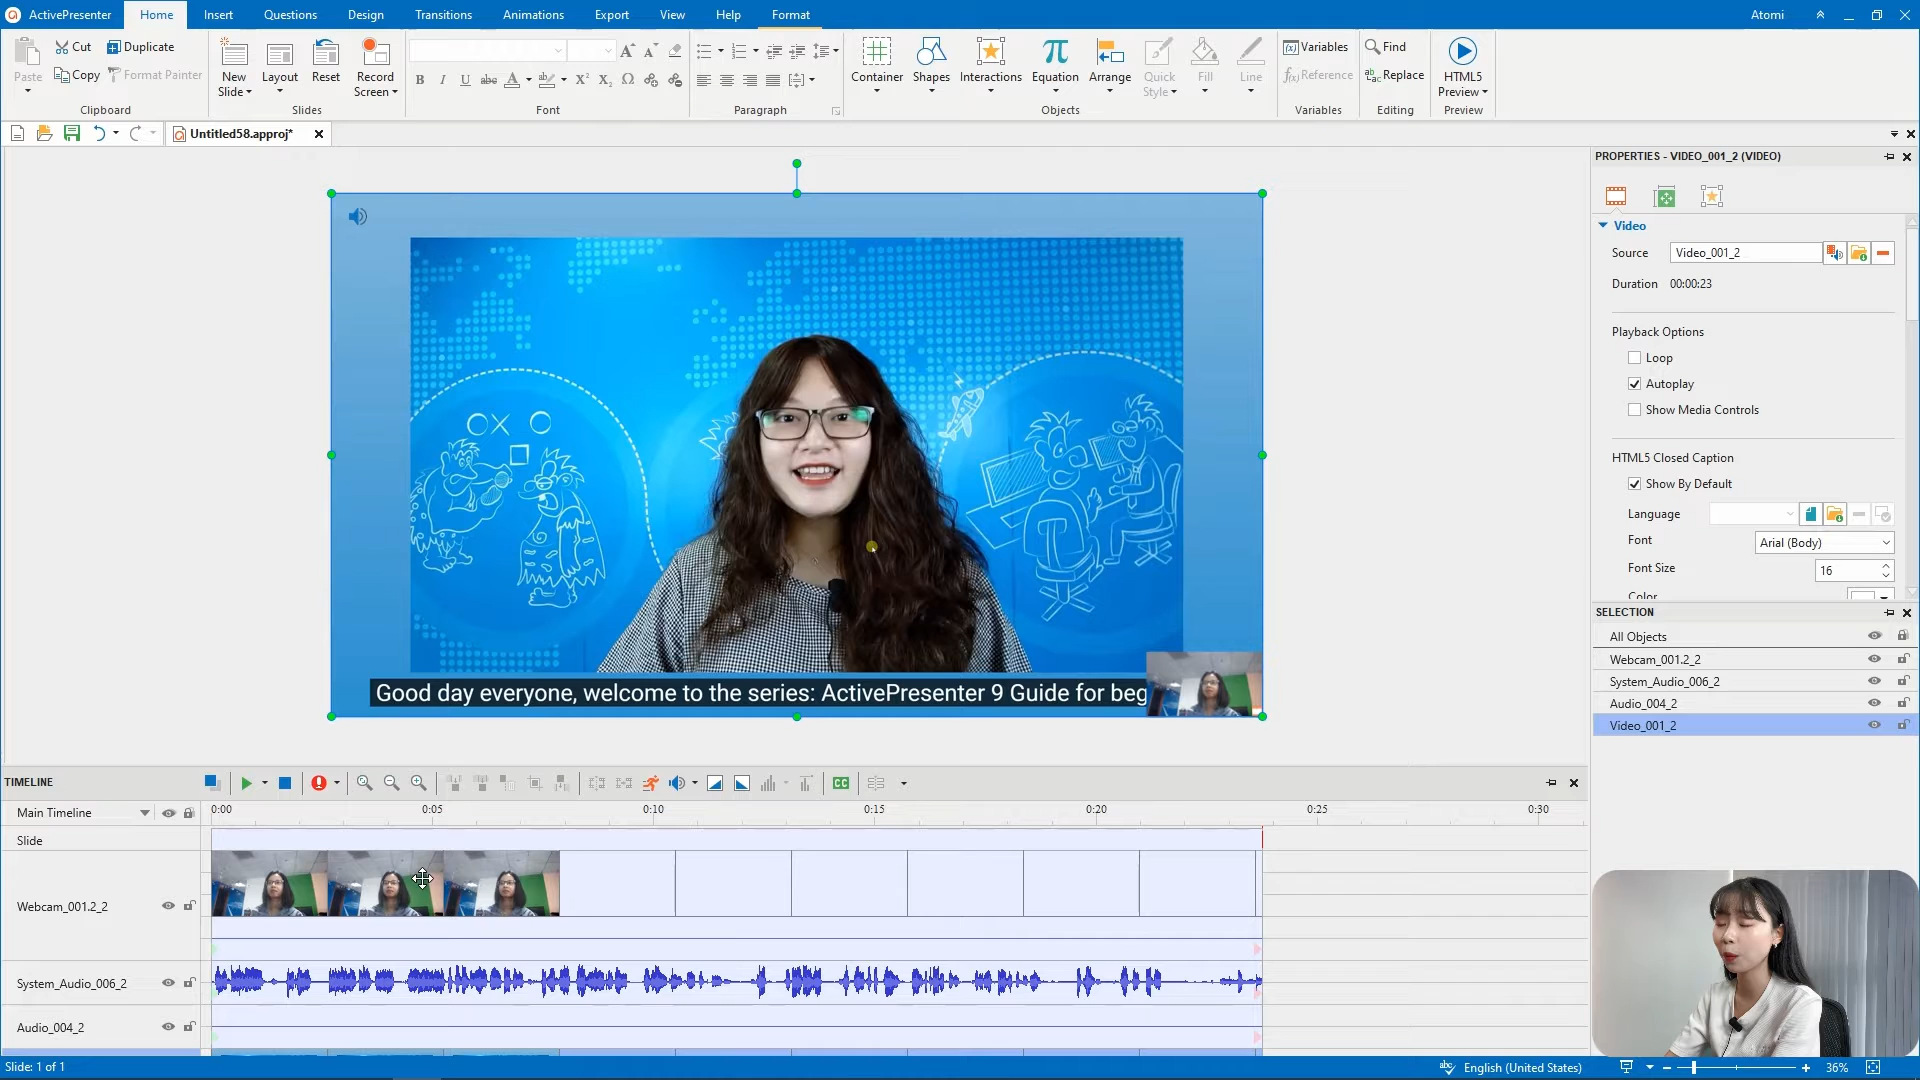 ActivePresenter
Home
Insert
Questions
Design
Transitions
Animations
Export
View
Help
Format
Atomi
Paste
Cut
Copy
Duplicate
Format Painter
Clipboard
New
Slide
Layout
Reset
Record
Screen
Slides
Font
Paragraph
Container
Shapes
Interactions
Equation
Arrange
Quick
Style
Fill
Line
Objects
Variables
Reference
Variables
Find
Replace
Editing
HTML5
Preview
Preview
Untitled58.approj*
PROPERTIES - VIDEO_001_2 (VIDEO)
Video
Source Video_001_2
Duration 00:00:23
Playback Options
Loop
Autoplay
Show Media Controls
HTML5 Closed Caption
Show By Default
Language
Font Arial (Body)
Font Size 16
Color
Good day everyone, welcome to the series: ActivePresenter 9 Guide for beg
SELECTION
All Objects
Webcam_001.2_2
System_Audio_006_2
Audio_004_2
Video_001_2
TIMELINE
CC
Main Timeline
0:00 0:05 0:10 0:15 0:20 0:25 0:30
Slide
Webcam_001.2_2
System_Audio_006_2
Audio_004_2
Slide: 1 of 1
English (United States)
36%